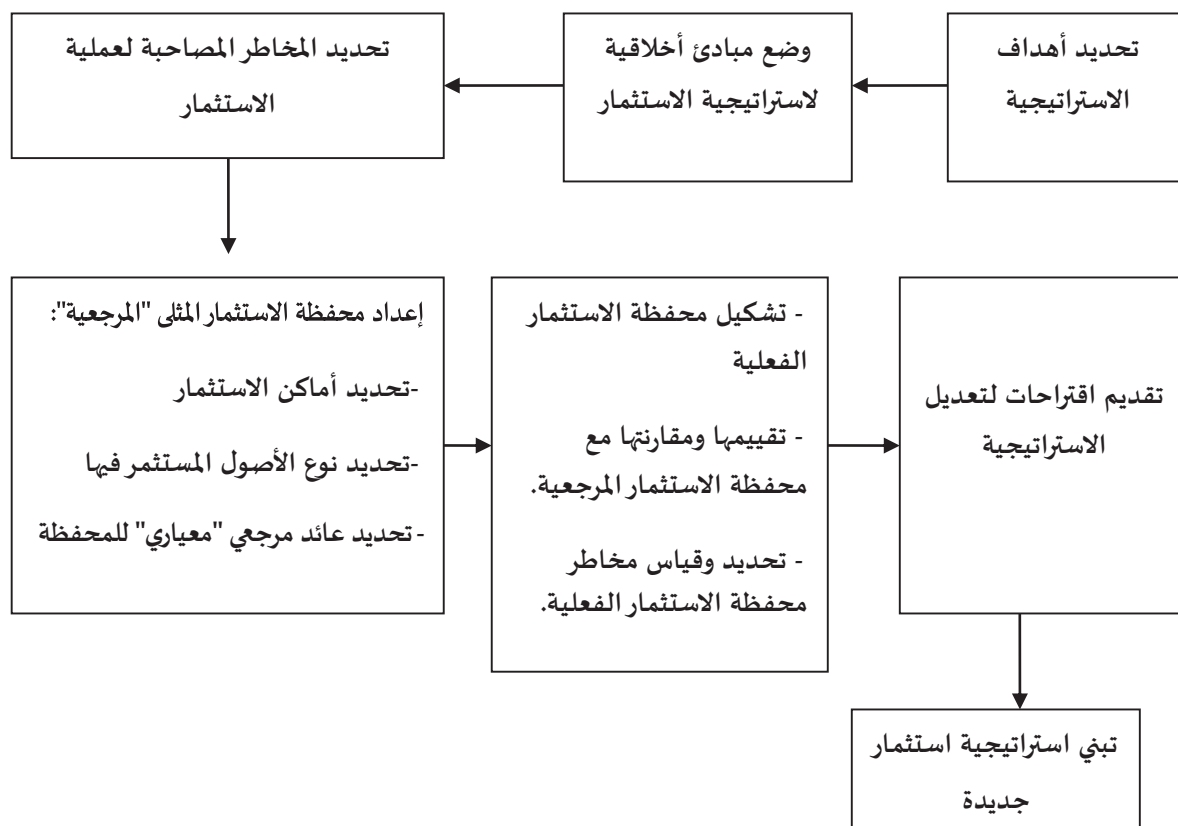 تحديد أهداف
الاستراتيجية
وضع مبادئ أخلاقية
لاستراتيجية الاستثمار
تحديد المخاطر المصاحبة لعملية
الاستثمار
إعداد محفظة الاستثمار المثلى "المرجعية":
-تحديد أماكن الاستثمار
-تحديد نوع الأصول المستثمر فيها
- تحديد عائد مرجعي "معياري" للمحفظة
- تشكيل محفظة الاستثمار
الفعلية
- تقييمها ومقارنتها مع
محفظة الاستثمار المرجعية.
- تحديد وقياس مخاطر
محفظة الاستثمار الفعلية.
تقديم اقتراحات لتعديل
الاستراتيجية
تبني استراتيجية استثمار
جديدة